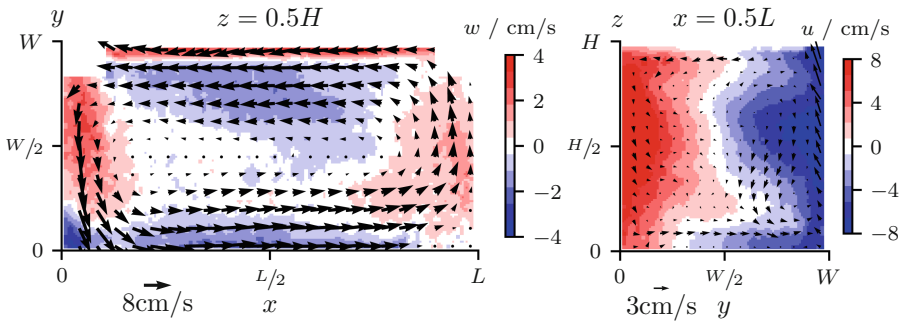 y z = 0.5H w / cm/s
W
4
2
W/2
0
−2
0
−4
0 L/2 L
8cm/s x
z x = 0.5L u / cm/s
H
8
4
H/2
0
−4
0
−8
0 W/2 W
3cm/s y